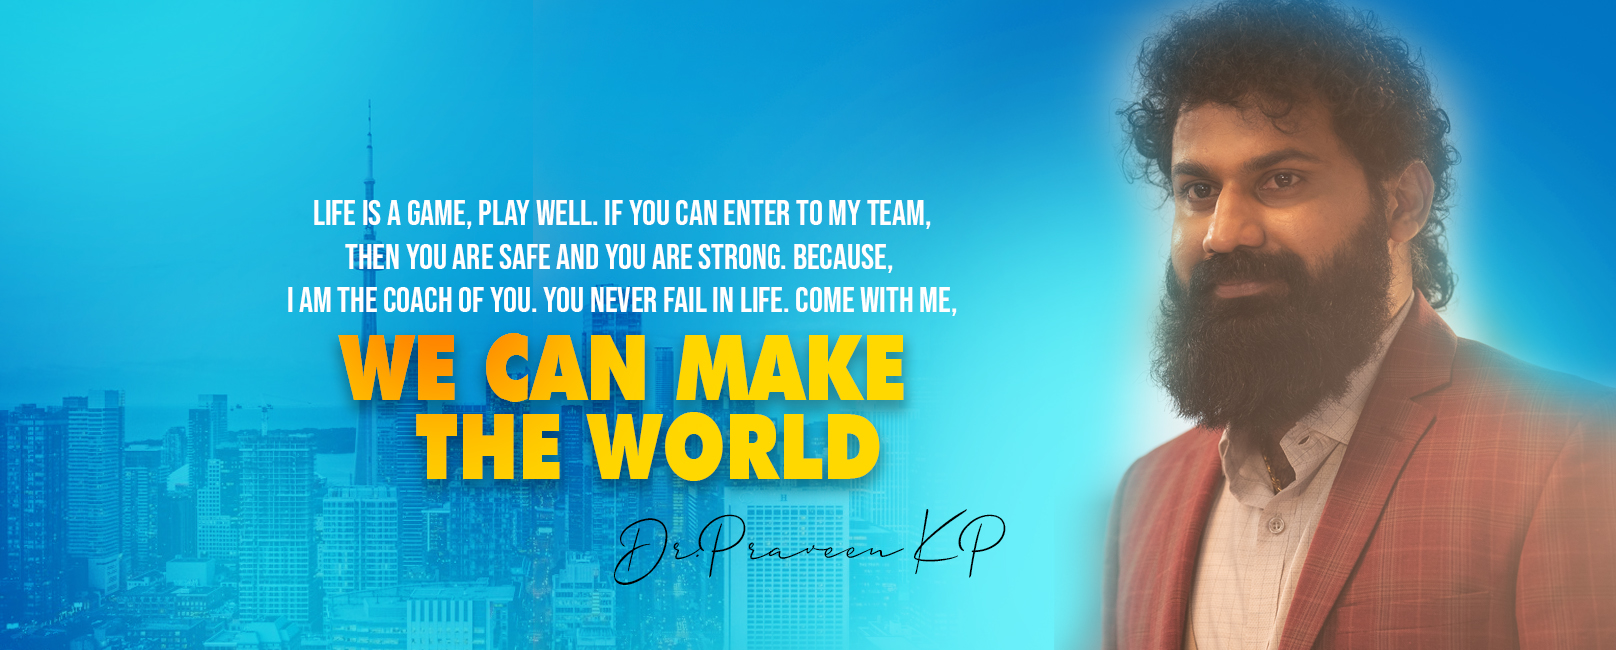 LIFE IS A GAME, PLAY WELL. IF YOU CAN ENTER TO MY TEAM,
THEN YOU ARE SAFE AND YOU ARE STRONG. BECAUSE,
I AM THE COACH OF YOU. YOU NEVER FAIL IN LIFE. COME WITH ME,
WE CAN MAKE
THE WORLD
Dr.Praveen KP